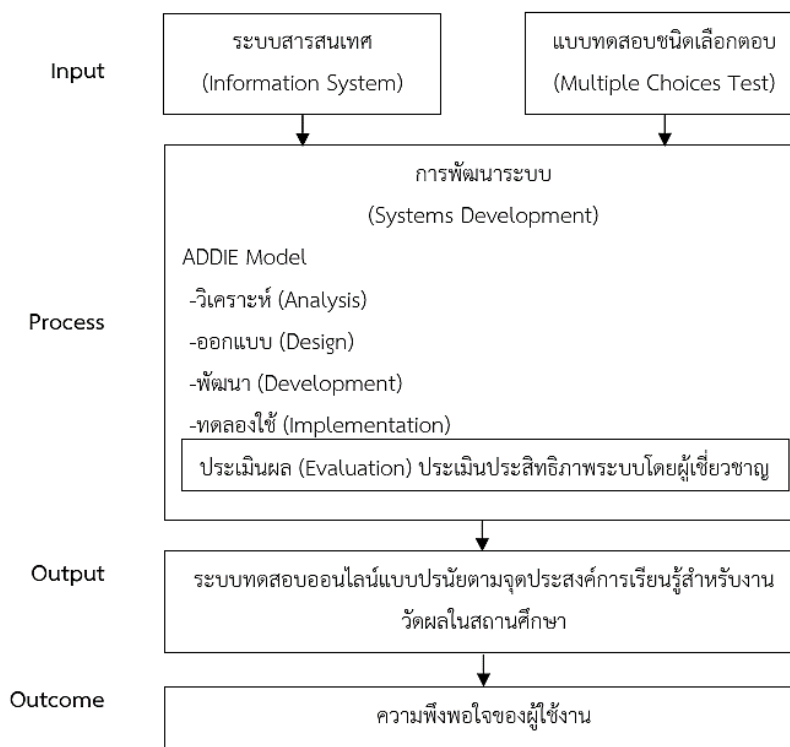 Input
ระบบสารสนเทศ
(Information System)
แบบทดสอบชนิดเลือกตอบ
(Multiple Choices Test)
Process
การพัฒนาระบบ
(Systems Development)
ADDIE Model
-วิเคราะห์ (Analysis)
-ออกแบบ (Design)
-พัฒนา (Development)
-ทดลองใช้ (Implementation)
ประเมินผล (Evaluation) ประเมินประสิทธิภาพระบบโดยผู้เชี่ยวชาญ
Output
ระบบทดสอบออนไลน์แบบปรนัยตามจุดประสงค์การเรียนรู้สำหรับงาน
วัดผลในสถานศึกษา
Outcome
ความพึงพอใจของผู้ใช้งาน